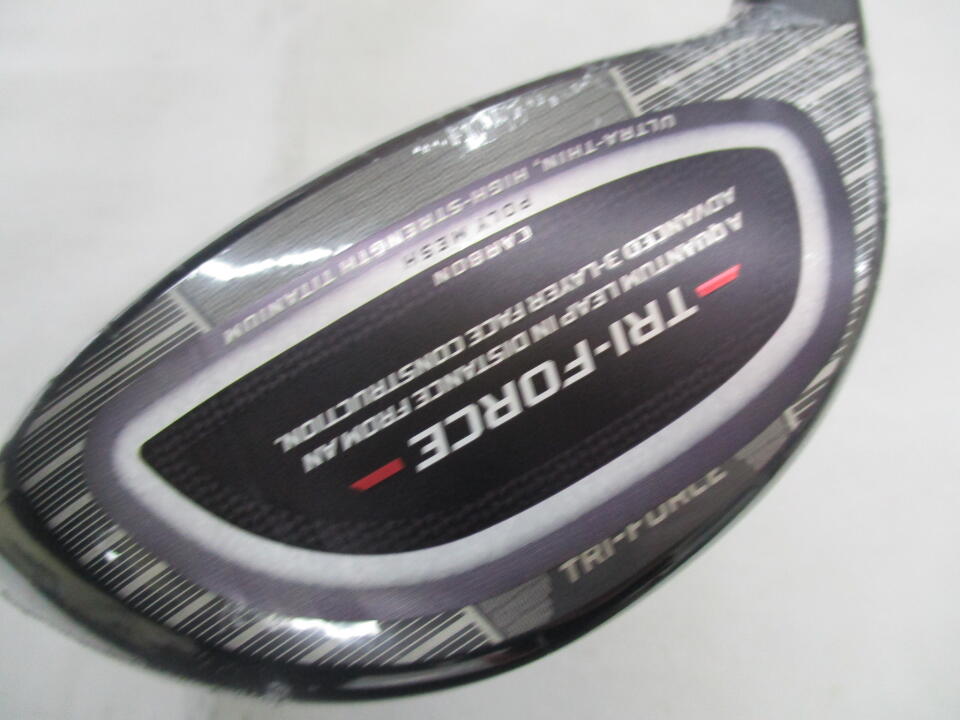 TRI-FORCE
TRI-FORCE
A QUANTUM LEAP IN DISTANCE FROM AN
ADVANCED 3-LAYER FACE CONSTRUCTION.
CARBON
POLY MESH
ULTRA-THIN, HIGH-STRENGTH TITANIUM